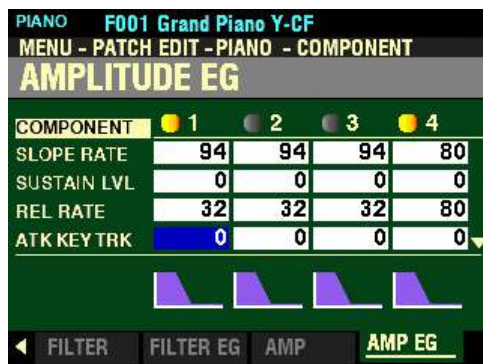 PIANO F001 Grand Piano Y-CF
MENU - PATCH EDIT - PIANO - COMPONENT
AMPLITUDE EG
COMPONENT 1 2 3 4
SLOPE RATE 94 94 94 80
SUSTAIN LVL 0 0 0 0
REL RATE 32 32 32 80
ATK KEY TRK 0 0 0 0
FILTER FILTER EG AMP AMP EG